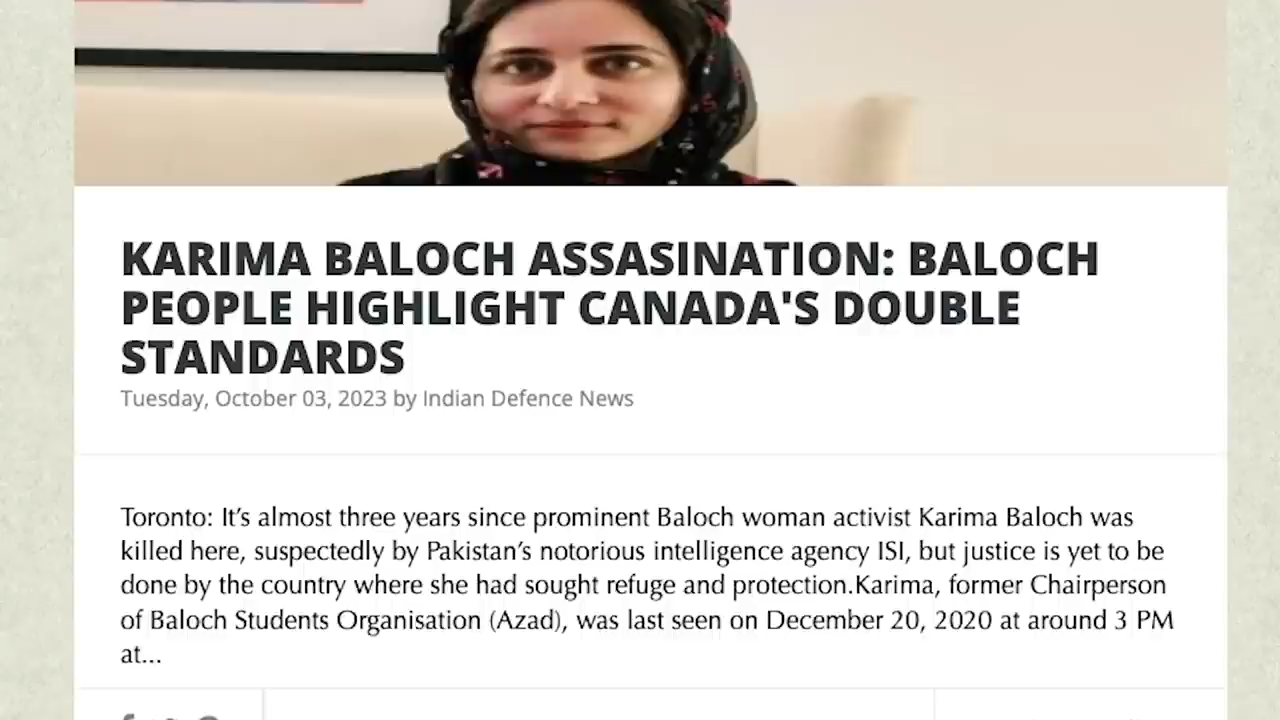 KARIMA BALOCH ASSASINATION: BALOCH
PEOPLE HIGHLIGHT CANADA'S DOUBLE
STANDARDS
Tuesday, October 03, 2023 by Indian Defence News
Toronto: It’s almost three years since prominent Baloch woman activist Karima Baloch was
killed here, suspectedly by Pakistan’s notorious intelligence agency ISI, but justice is yet to be
done by the country where she had sought refuge and protection.Karima, former Chairperson
of Baloch Students Organisation (Azad), was last seen on December 20, 2020 at around 3 PM
at...